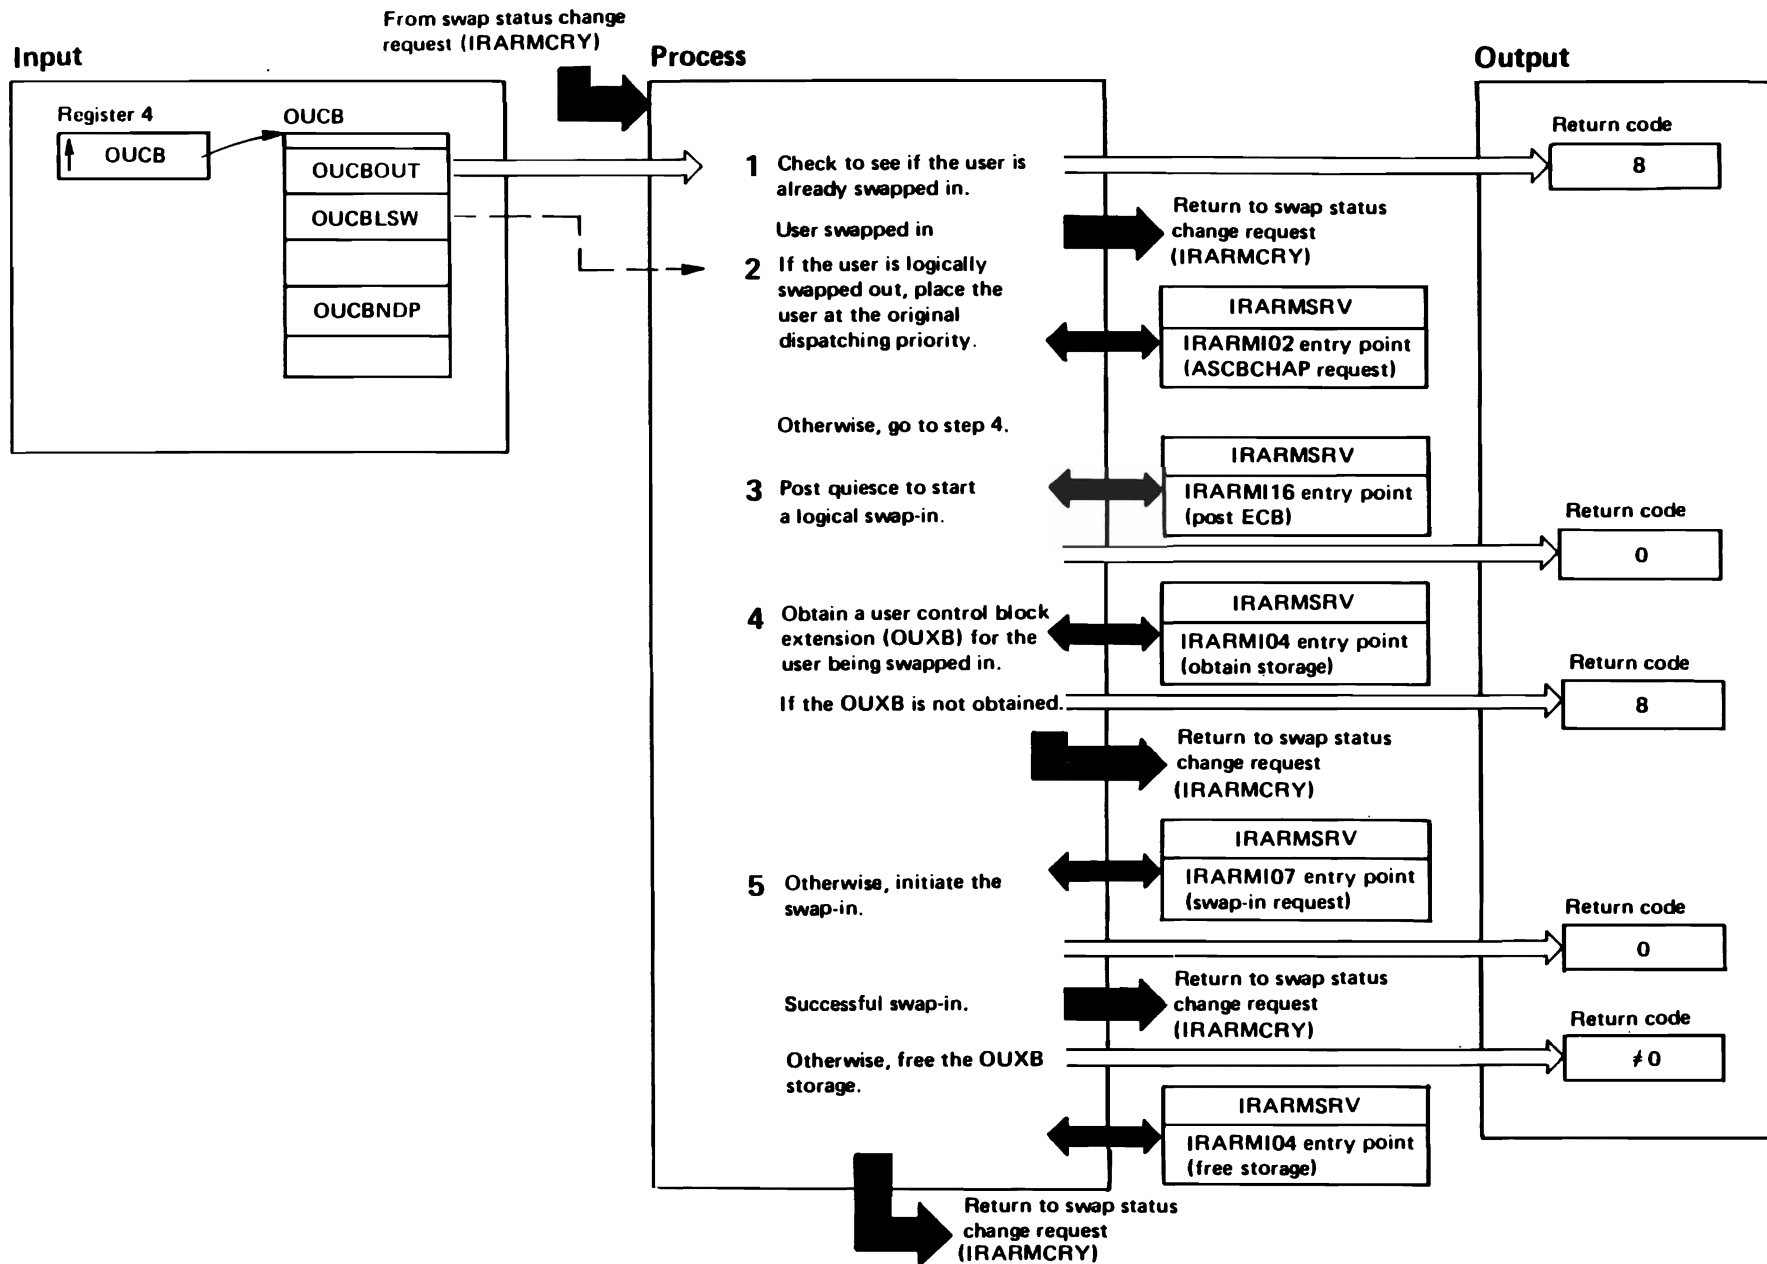 From swap status change
request (IRARMCRY)
Input
Process
Output
Register 4
OUCB
OUCB
OUCBOUT
OUCBLSW
OUCBNDP
1 Check to see if the user is
already swapped in.
Return code
8
User swapped in
Return to swap status
change request
(IRARMCRY)
2 If the user is logically
swapped out, place the
user at the original
dispatching priority.
IRARMSRV
IRARMI02 entry point
(ASCBCHAP request)
Otherwise, go to step 4.
3 Post quiesce to start
a logical swap-in.
IRARMSRV
IRARMI16 entry point
(post ECB)
Return code
0
4 Obtain a user control block
extension (OUXB) for the
user being swapped in.
IRARMSRV
IRARMI04 entry point
(obtain storage)
If the OUXB is not obtained.
Return code
8
Return to swap status
change request
(IRARMCRY)
5 Otherwise, initiate the
swap-in.
IRARMSRV
IRARMI07 entry point
(swap-in request)
Return code
0
Successful swap-in.
Return to swap status
change request
(IRARMCRY)
Otherwise, free the OUXB
storage.
Return code
≠0
IRARMSRV
IRARMI04 entry point
(free storage)
Return to swap status
change request
(IRARMCRY)